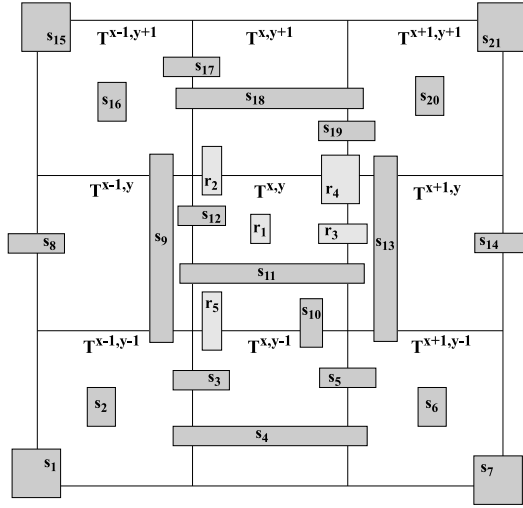 s15 T^x-1,y+1 T^x,y+1 T^x+1,y+1 s21
s17
s16 s18 s20
s19
r2 r4
T^x-1,y T^x,y T^x+1,y
s12
s8 s9 r1 r3 s13 s14
s11
r5 s10
T^x-1,y-1 T^x,y-1 T^x+1,y-1
s3 s5
s2 s6
s4
s1 s7